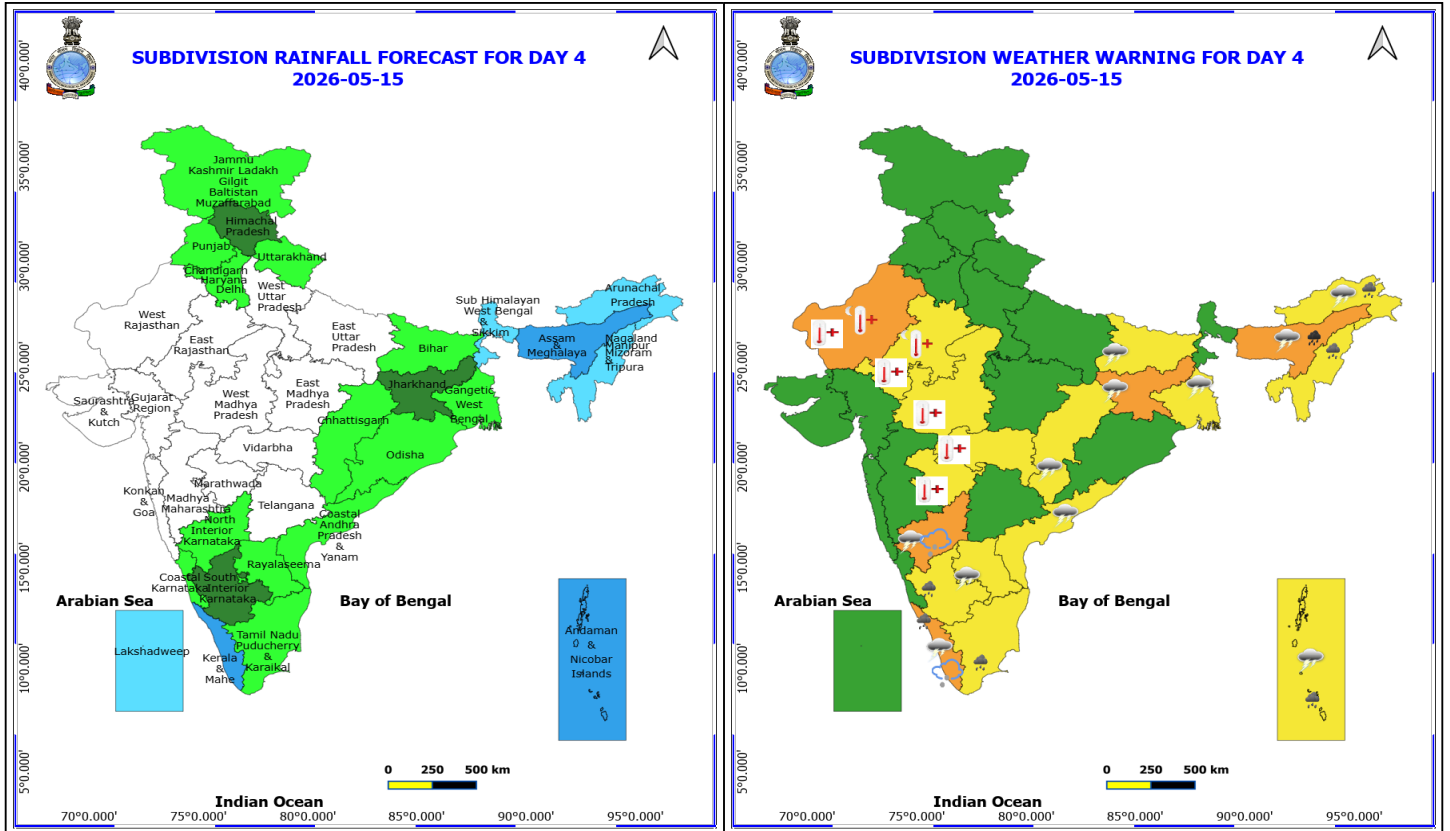 SUBDIVISION RAINFALL FORECAST FOR DAY 4
2026-05-15
40°0.000'
35°0.000'
30°0.000'
25°0.000'
20°0.000'
15°0.000'
10°0.000'
5°0.000'
Jammu
Kashmir Ladakh
Gilgit
Baltistan
Muzaffarabad
Himachal
Pradesh
Punjab
Uttarakhand
Chandigarh
Haryana
Delhi
West
Uttar
Pradesh
West
Rajasthan
East
Rajasthan
East
Uttar
Pradesh
Sub Himalayan
West Bengal
&
Sikkim
Arunachal
Pradesh
Assam
&
Meghalaya
Nagaland
Manipur
Mizoram
&
Tripura
Bihar
Jharkhand
Gangetic
West
Bengal
Saurashtra
&
Kutch
Gujarat
Region
West
Madhya
Pradesh
East
Madhya
Pradesh
Chhattisgarh
Odisha
Vidarbha
Konkan
&
Goa
Madhya
Maharashtra
Marathwada
Telangana
North
Interior
Karnataka
Coastal
Andhra
Pradesh
&
Yanam
Rayalaseema
Coastal
Karnataka
South
Interior
Karnataka
Arabian Sea
Bay of Bengal
Lakshadweep
Kerala
&
Mahe
Tamil Nadu
Puducherry
&
Karaikal
Andaman
&
Nicobar
Islands
0 250 500 km
Indian Ocean
70°0.000' 75°0.000' 80°0.000' 85°0.000' 90°0.000' 95°0.000'
SUBDIVISION WEATHER WARNING FOR DAY 4
2026-05-15
40°0.000'
35°0.000'
30°0.000'
25°0.000'
20°0.000'
15°0.000'
10°0.000'
5°0.000'
Arabian Sea
Bay of Bengal
0 250 500 km
Indian Ocean
70°0.000' 75°0.000' 80°0.000' 85°0.000' 90°0.000' 95°0.000'